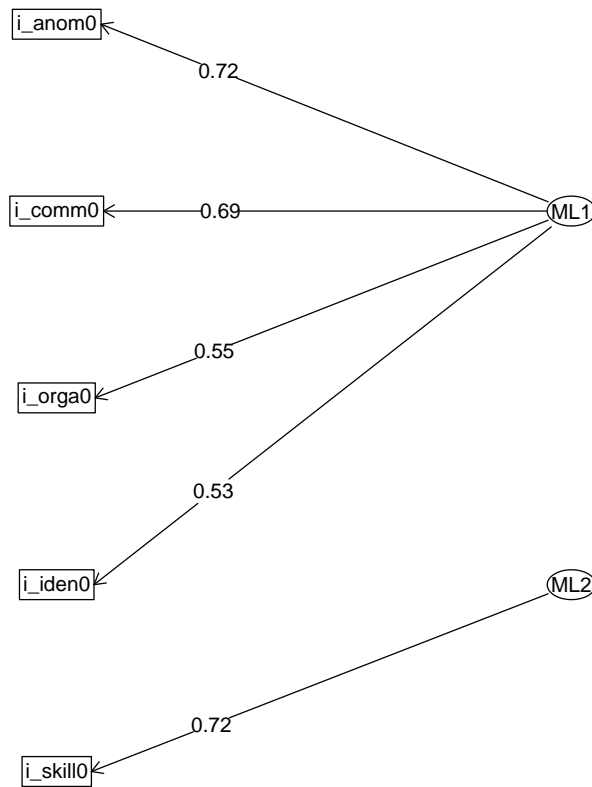 i_anom0
0.72
i_comm0
0.69
ML1
0.55
i_orga0
0.53
i_iden0
ML2
0.72
i_skill0